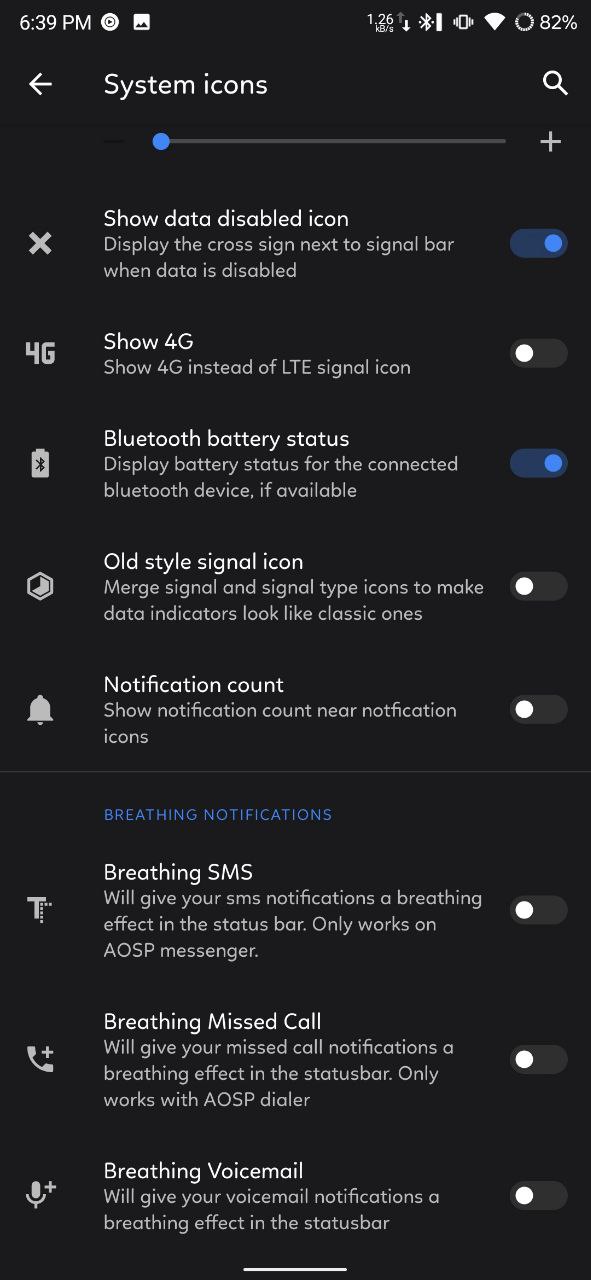 6:39 PM 1.26 kB/s 82%
System icons
Show data disabled icon
Display the cross sign next to signal bar
when data is disabled
4G
Show 4G
Show 4G instead of LTE signal icon
Bluetooth battery status
Display battery status for the connected
bluetooth device, if available
Old style signal icon
Merge signal and signal type icons to make
data indicators look like classic ones
Notification count
Show notification count near notfication
icons
BREATHING NOTIFICATIONS
Breathing SMS
Will give your sms notifications a breathing
effect in the status bar. Only works on
AOSP messenger.
Breathing Missed Call
Will give your missed call notifications a
breathing effect in the statusbar. Only
works with AOSP dialer
Breathing Voicemail
Will give your voicemail notifications a
breathing effect in the statusbar